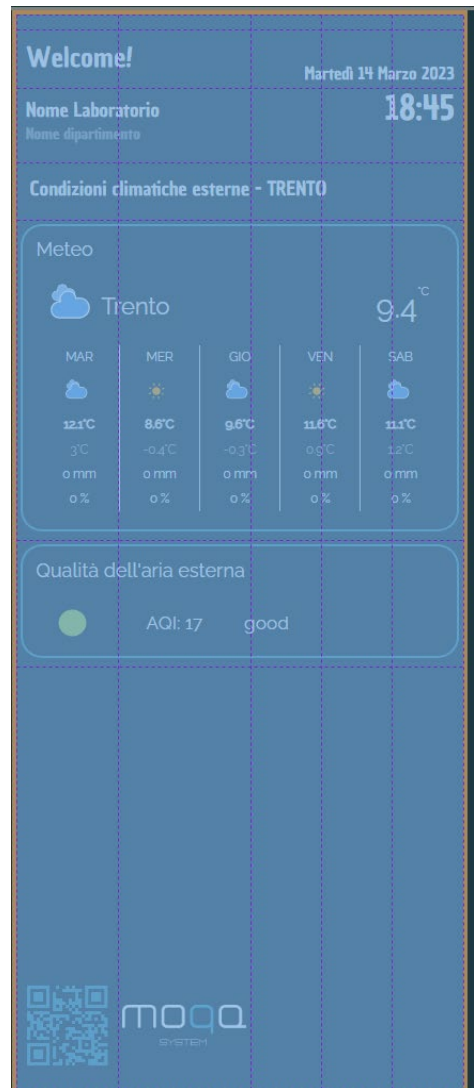 Welcome!
Martedì 14 Marzo 2023
Nome Laboratorio
18:45
Nome dipartimento
Condizioni climatiche esterne - TRENTO
Meteo
Trento 9.4 °C
MAR MER GIO VEN SAB
12.1°C 8.6°C 9.6°C 11.6°C 11.1°C
3°C -0.4°C -0.3°C 0.9°C 1.2°C
0 mm 0 mm 0 mm 0 mm 0 mm
0 % 0 % 0 % 0 % 0 %
Qualità dell'aria esterna
AQI: 17 good
moqa
SYSTEM